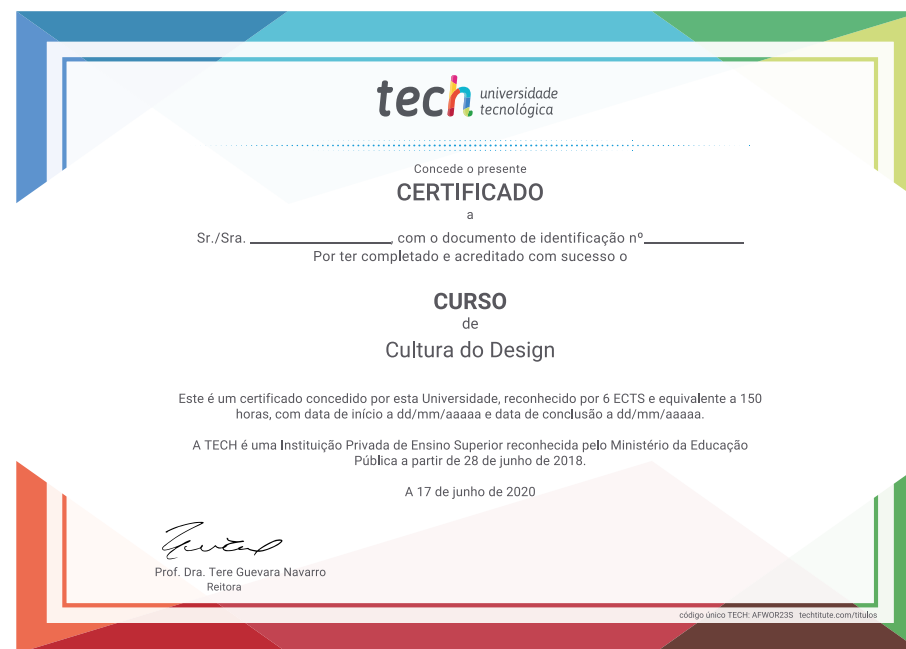 tech universidade
tecnológica
Concede o presente
CERTIFICADO
a
Sr./Sra. __________________, com o documento de identificação nº____________
Por ter completado e acreditado com sucesso o
CURSO
de
Cultura do Design
Este é um certificado concedido por esta Universidade, reconhecido por 6 ECTS e equivalente a 150
horas, com data de início a dd/mm/aaaaa e data de conclusão a dd/mm/aaaaa.
A TECH é uma Instituição Privada de Ensino Superior reconhecida pelo Ministério da Educação
Pública a partir de 28 de junho de 2018.
A 17 de junho de 2020
Prof. Dra. Tere Guevara Navarro
Reitora
código único TECH: AFWOR23S techtitute.com/titulos